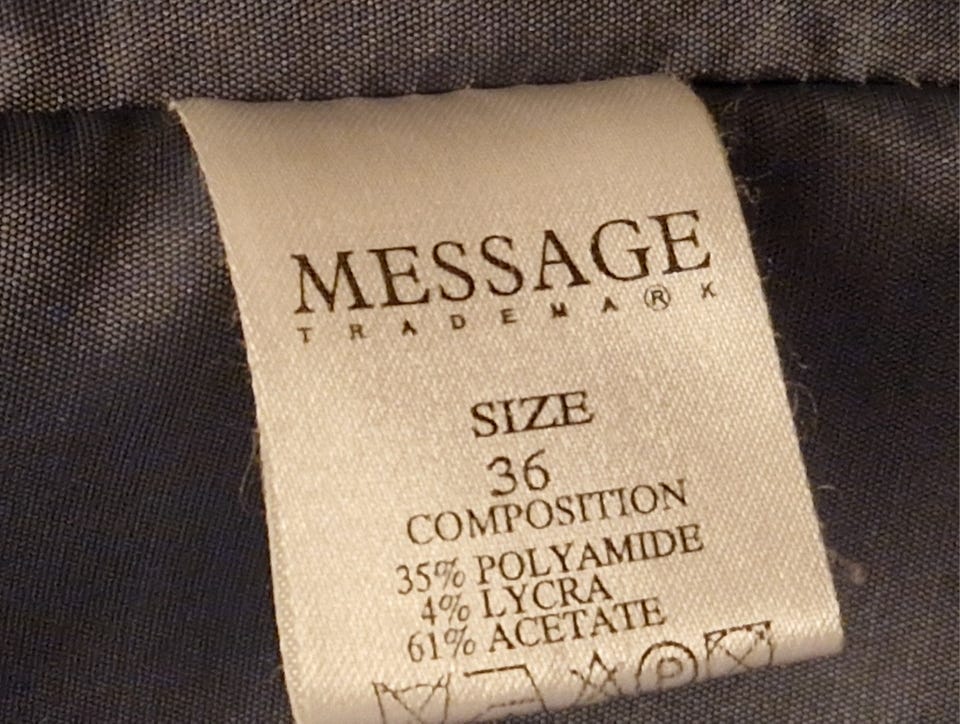 MESSAGE
TRADEMA®K
SIZE
36
COMPOSITION
35% POLYAMIDE
4% LYCRA
61% ACETATE
P